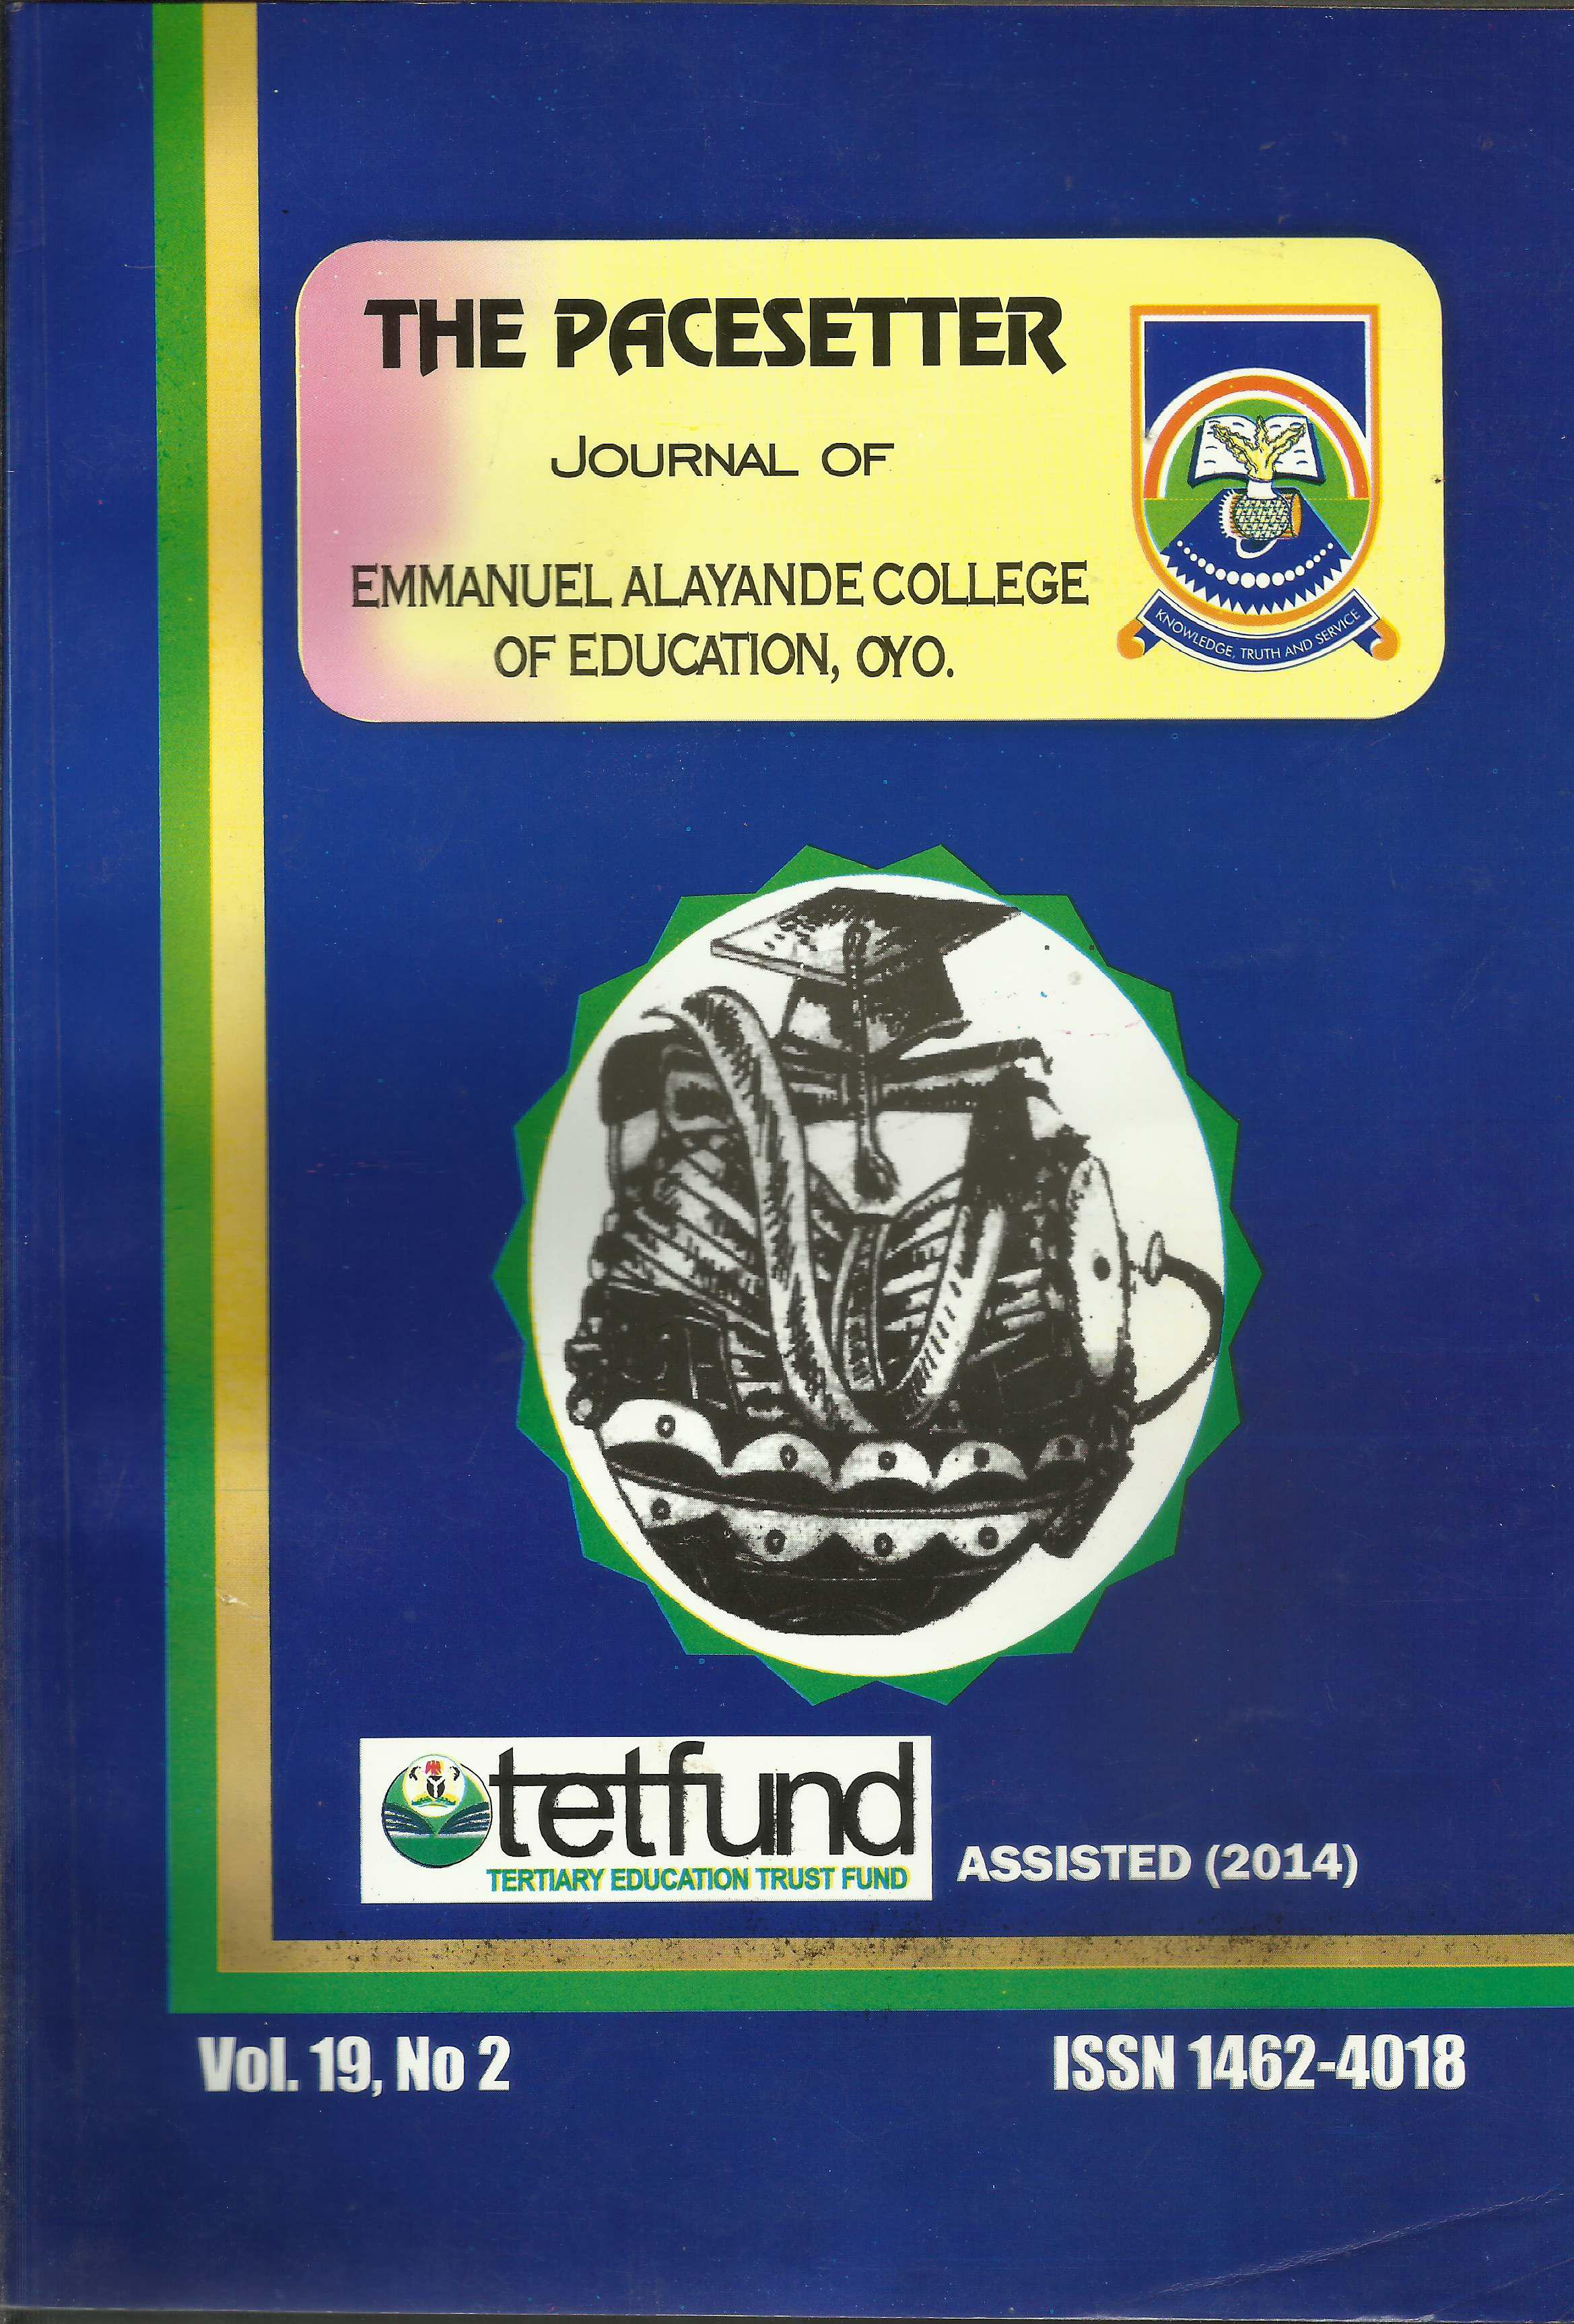 THE PACESETTER
JOURNAL OF
EMMANUEL ALAYANDE COLLEGE
OF EDUCATION, OYO.
KNOWLEDGE, TRUTH AND SERVICE
tetfund
TERTIARY EDUCATION TRUST FUND
ASSISTED (2014)
Vol. 19, No 2
ISSN 1462-4018